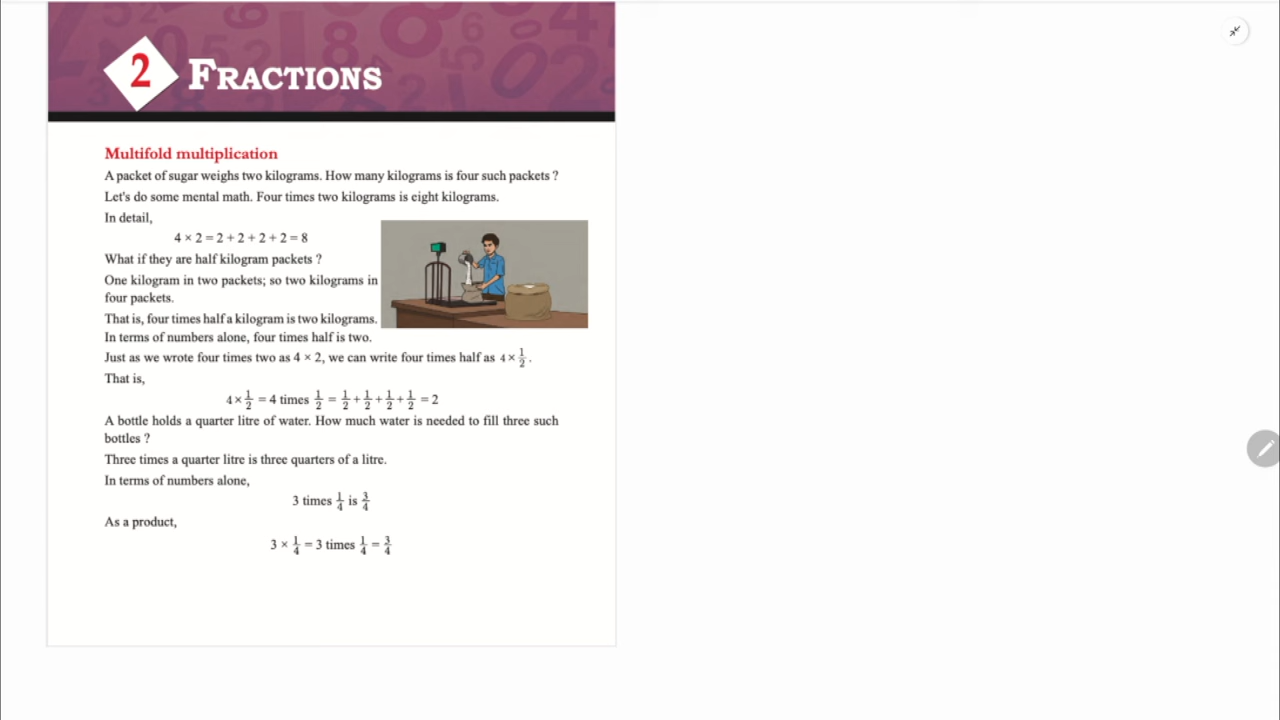 2 FRACTIONS
Multifold multiplication
A packet of sugar weighs two kilograms. How many kilograms is four such packets ?
Let's do some mental math. Four times two kilograms is eight kilograms.
In detail,
4 × 2 = 2 + 2 + 2 + 2 = 8
What if they are half kilogram packets ?
One kilogram in two packets; so two kilograms in
four packets.
That is, four times half a kilogram is two kilograms.
In terms of numbers alone, four times half is two.
Just as we wrote four times two as 4 × 2, we can write four times half as 4 × 1/2 .
That is,
4 × 1/2 = 4 times 1/2 = 1/2 + 1/2 + 1/2 + 1/2 = 2
A bottle holds a quarter litre of water. How much water is needed to fill three such
bottles ?
Three times a quarter litre is three quarters of a litre.
In terms of numbers alone,
3 times 1/4 is 3/4
As a product,
3 × 1/4 = 3 times 1/4 = 3/4